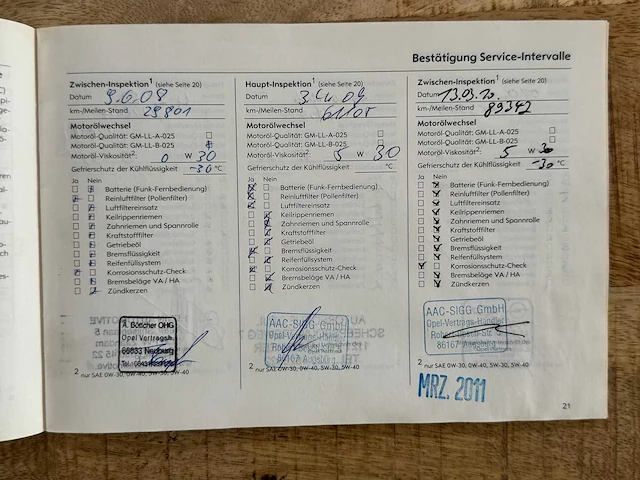 Bestätigung Service-Intervalle
Zwischen-Inspektion¹ (siehe Seite 20)
Datum 9.6.08
km-/Meilen-Stand 29801
Motorölwechsel
Motoröl-Qualität: GM-LL-A-025
Motoröl-Qualität: GM-LL-B-025
Motoröl-Viskosität²: 0 W 30
Gefrierschutz der Kühlflüssigkeit -30 °C
Ja Nein
Batterie (Funk-Fernbedienung)
Reinluftfilter (Pollenfilter)
Luftfiltereinsatz
Keilrippenriemen
Zahnriemen und Spannrolle
Kraftstofffilter
Getriebeöl
Bremsflüssigkeit
Reifenfüllsystem
Korrosionsschutz-Check
Bremsbeläge VA / HA
Zündkerzen
A. Böttcher OHG
Opel Vertragsh.
² nur SAE 0W-30, 0W-40, 5W-30, 5W-40
Haupt-Inspektion¹ (siehe Seite 20)
Datum
km-/Meilen-Stand 61105
Motorölwechsel
Motoröl-Qualität: GM-LL-A-025
Motoröl-Qualität: GM-LL-B-025
Motoröl-Viskosität²: 5 W 30
Gefrierschutz der Kühlflüssigkeit °C
Ja Nein
Batterie (Funk-Fernbedienung)
Reinluftfilter (Pollenfilter)
Luftfiltereinsatz
Keilrippenriemen
Zahnriemen und Spannrolle
Kraftstofffilter
Getriebeöl
Bremsflüssigkeit
Reifenfüllsystem
Korrosionsschutz-Check
Bremsbeläge VA / HA
Zündkerzen
AAC-SIGG GmbH
86167
² nur SAE 0W-30, 0W-40, 5W-30, 5W-40
Zwischen-Inspektion¹ (siehe Seite 20)
Datum 13.03.10
km-/Meilen-Stand 89342
Motorölwechsel
Motoröl-Qualität: GM-LL-A-025
Motoröl-Qualität: GM-LL-B-025
Motoröl-Viskosität²: 5 W 30
Gefrierschutz der Kühlflüssigkeit -30 °C
Ja Nein
Batterie (Funk-Fernbedienung)
Reinluftfilter (Pollenfilter)
Luftfiltereinsatz
Keilrippenriemen
Zahnriemen und Spannrolle
Kraftstofffilter
Getriebeöl
Bremsflüssigkeit
Reifenfüllsystem
Korrosionsschutz-Check
Bremsbeläge VA / HA
Zündkerzen
AAC-SIGG GmbH
Opel-Vertrags-Händler
86167
² nur SAE 0W-30, 0W-40, 5W-30, 5W-40
MRZ. 2011
21